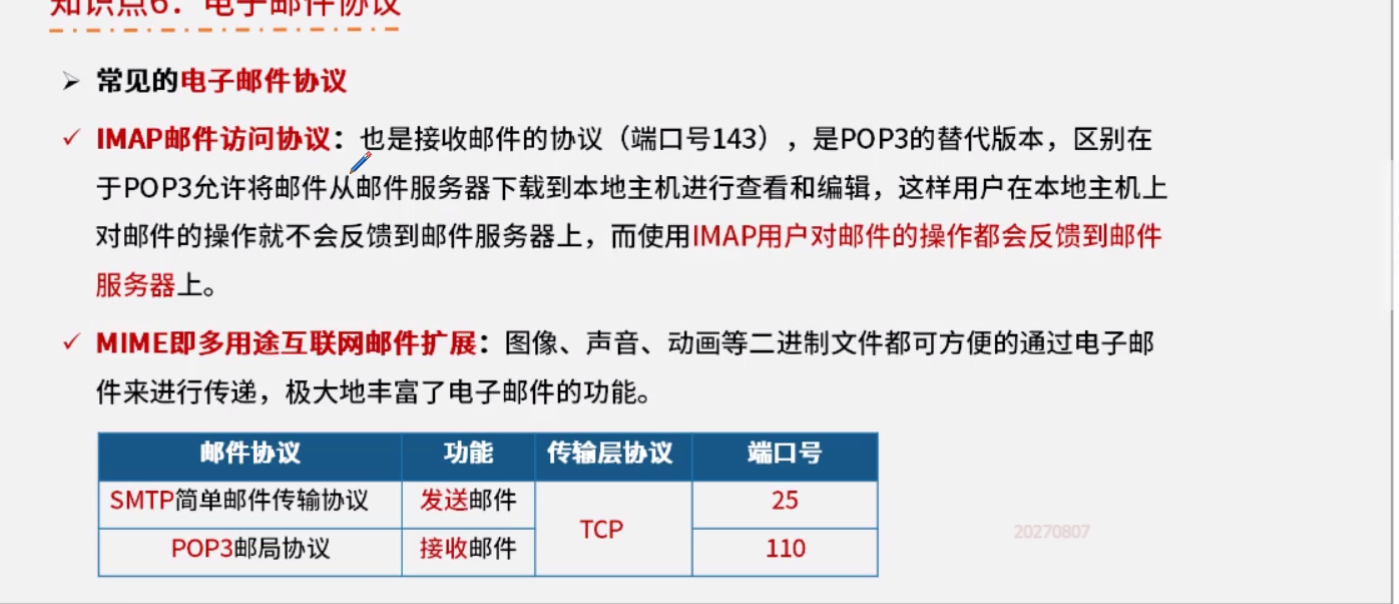 知识点6：电子邮件协议
常见的电子邮件协议
IMAP邮件访问协议：也是接收邮件的协议（端口号143），是POP3的替代版本，区别在
于POP3允许将邮件从邮件服务器下载到本地主机进行查看和编辑，这样用户在本地主机上
对邮件的操作就不会反馈到邮件服务器上，而使用IMAP用户对邮件的操作都会反馈到邮件
服务器上。
MIME即多用途互联网邮件扩展：图像、声音、动画等二进制文件都可方便的通过电子邮
件来进行传递，极大地丰富了电子邮件的功能。
邮件协议 功能 传输层协议 端口号
SMTP简单邮件传输协议 发送邮件 TCP 25
POP3邮局协议 接收邮件 110
20270807